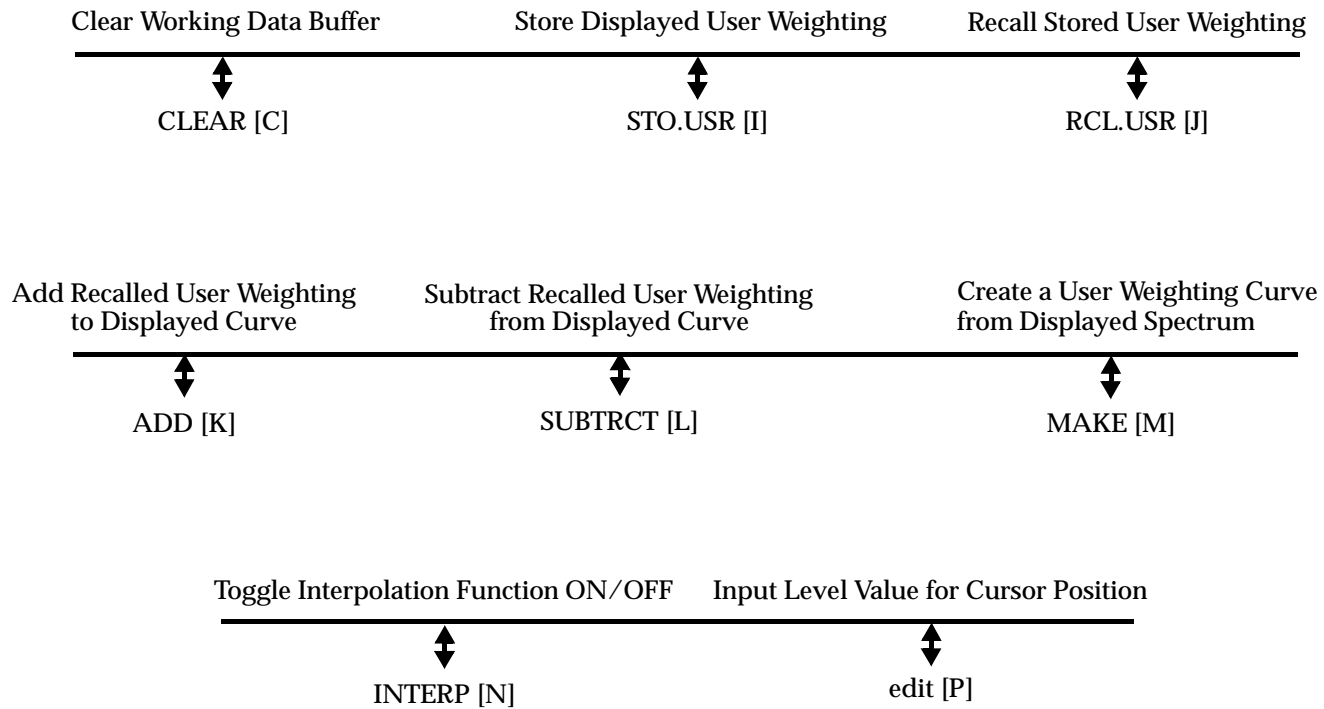 Clear Working Data Buffer
Store Displayed User Weighting
Recall Stored User Weighting
CLEAR [C]
STO.USR [I]
RCL.USR [J]
Add Recalled User Weighting
to Displayed Curve
Subtract Recalled User Weighting
from Displayed Curve
Create a User Weighting Curve
from Displayed Spectrum
ADD [K]
SUBTRCT [L]
MAKE [M]
Toggle Interpolation Function ON/OFF
Input Level Value for Cursor Position
INTERP [N]
edit [P]